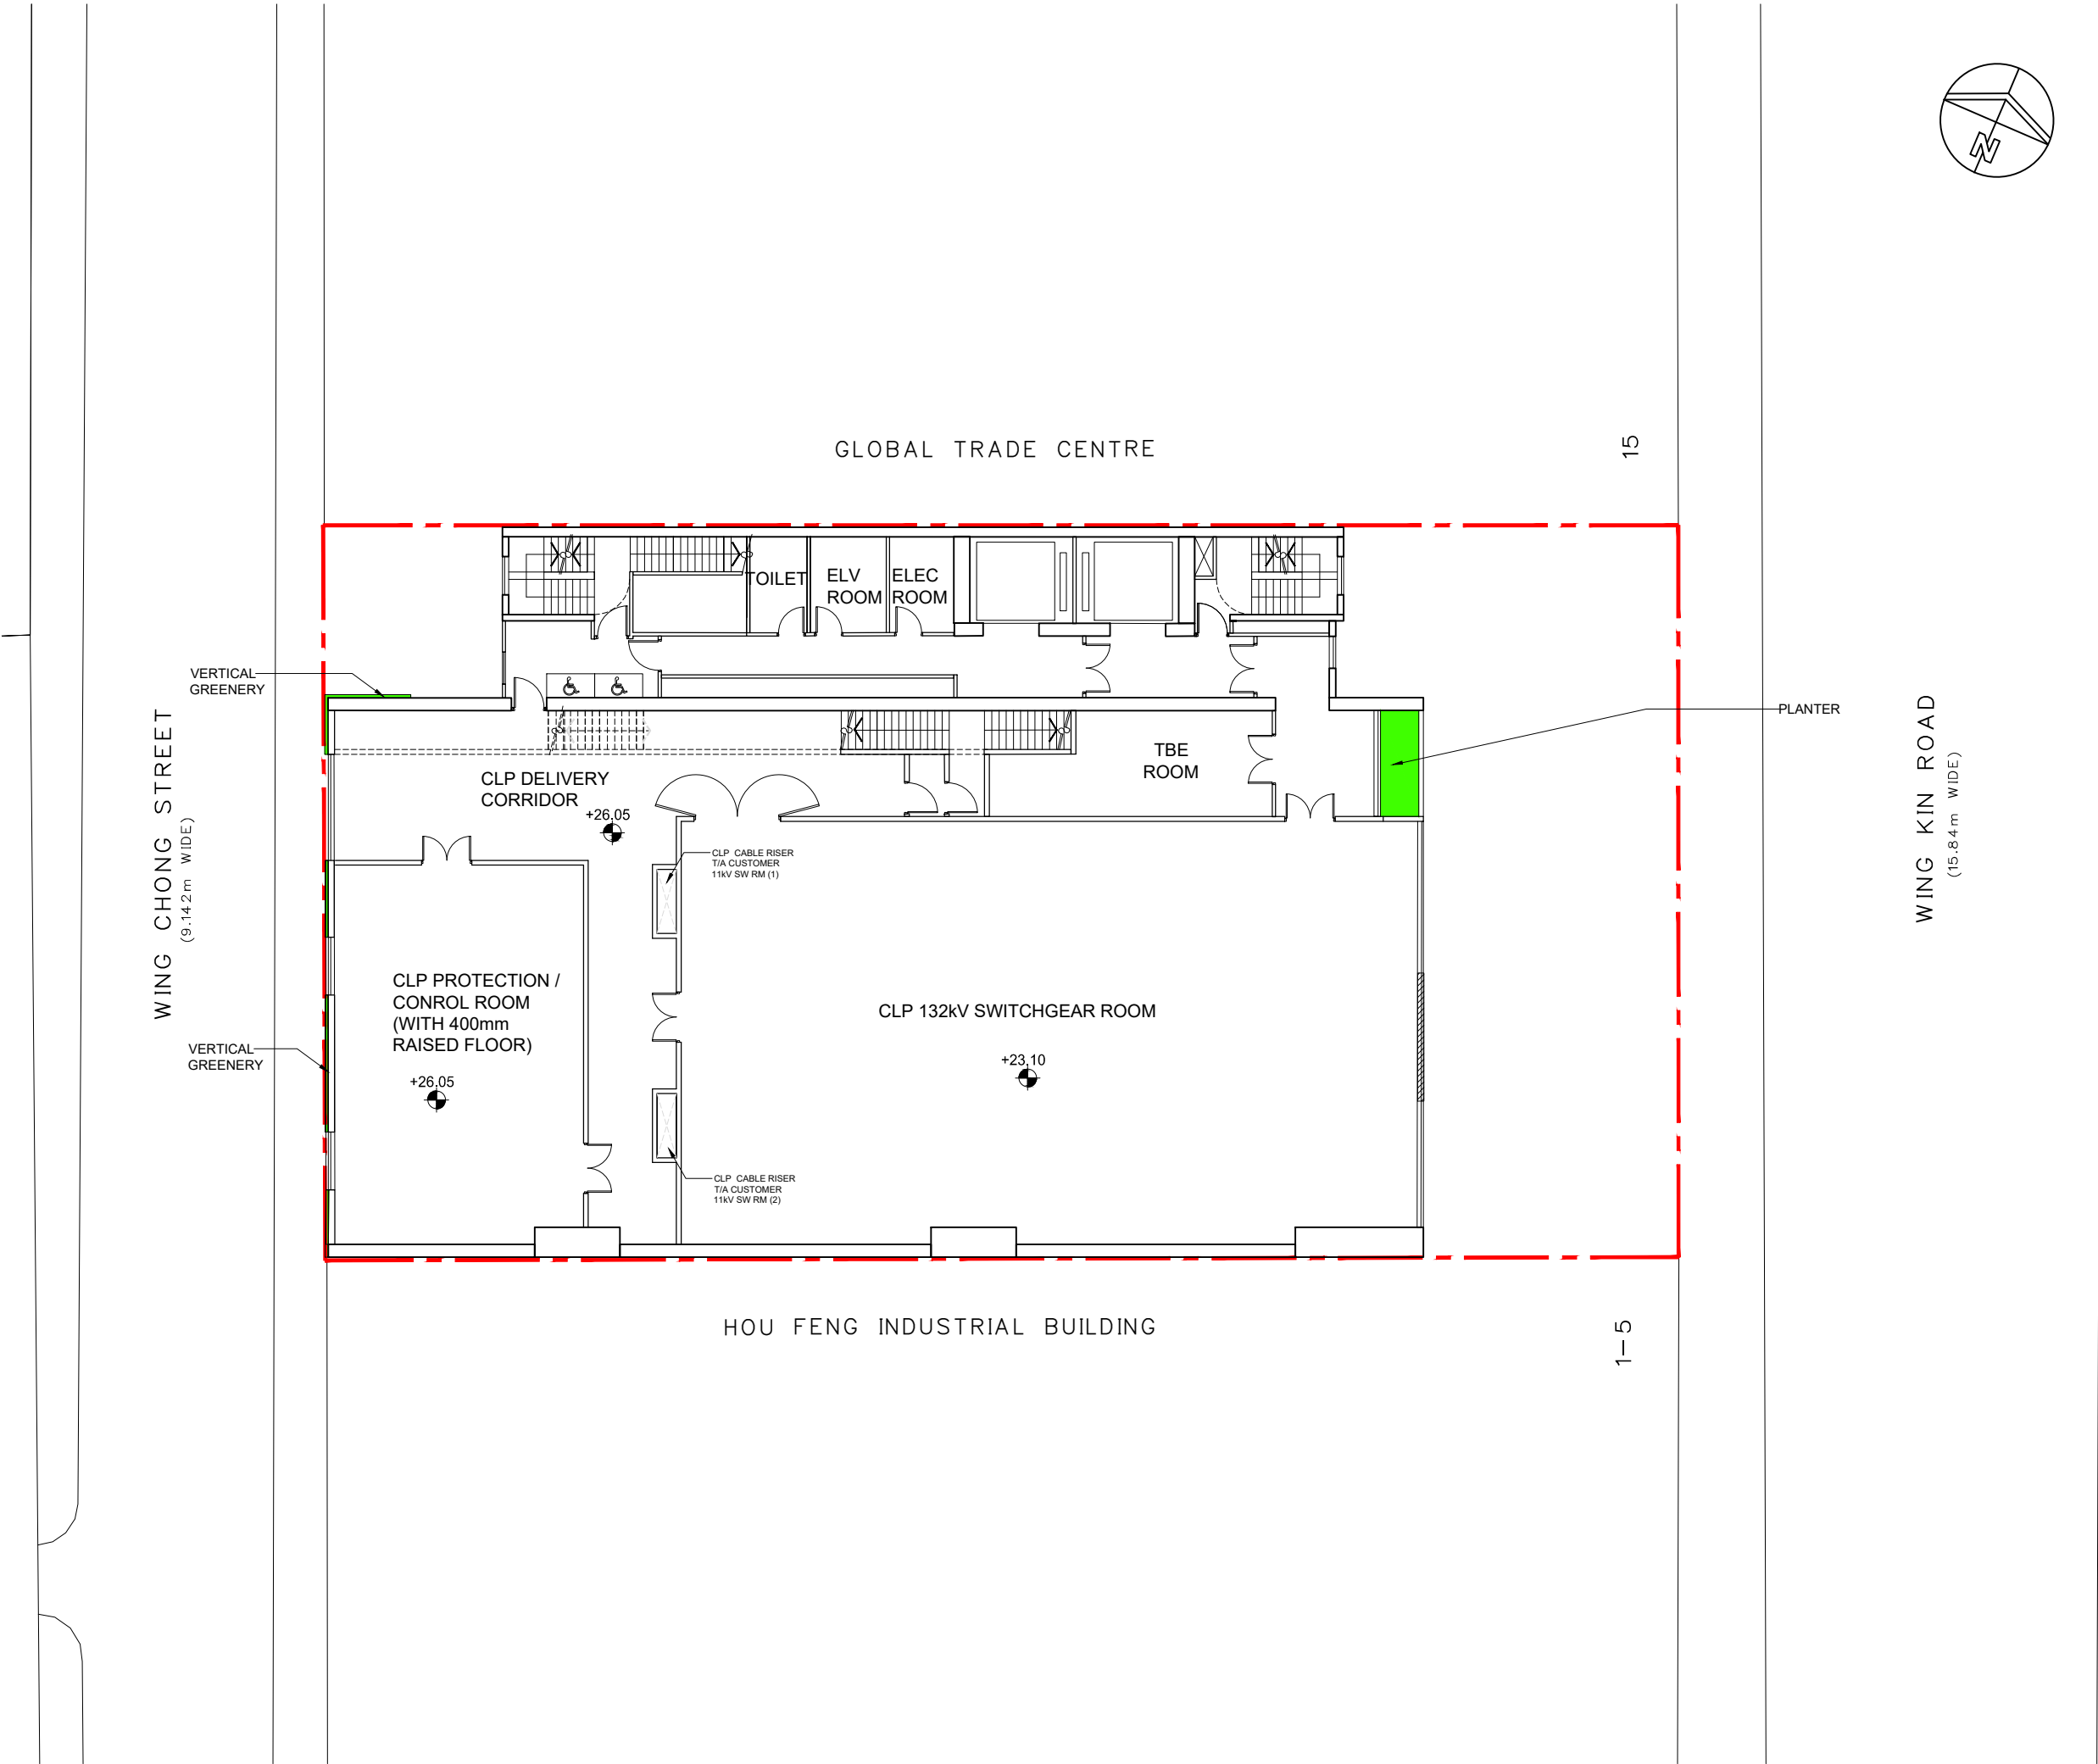 N
GLOBAL TRADE CENTRE
15
TOILET
ELV
ROOM
ELEC
ROOM
VERTICAL
GREENERY
PLANTER
WING CHONG STREET
(9.142m WIDE)
WING KIN ROAD
(15.84m WIDE)
CLP DELIVERY
CORRIDOR
+26.05
TBE
ROOM
CLP CABLE RISER
T/A CUSTOMER
11kV SW RM (1)
CLP PROTECTION /
CONROL ROOM
(WITH 400mm
RAISED FLOOR)
+26.05
CLP 132kV SWITCHGEAR ROOM
+23.10
VERTICAL
GREENERY
CLP CABLE RISER
T/A CUSTOMER
11kV SW RM (2)
HOU FENG INDUSTRIAL BUILDING
1-5